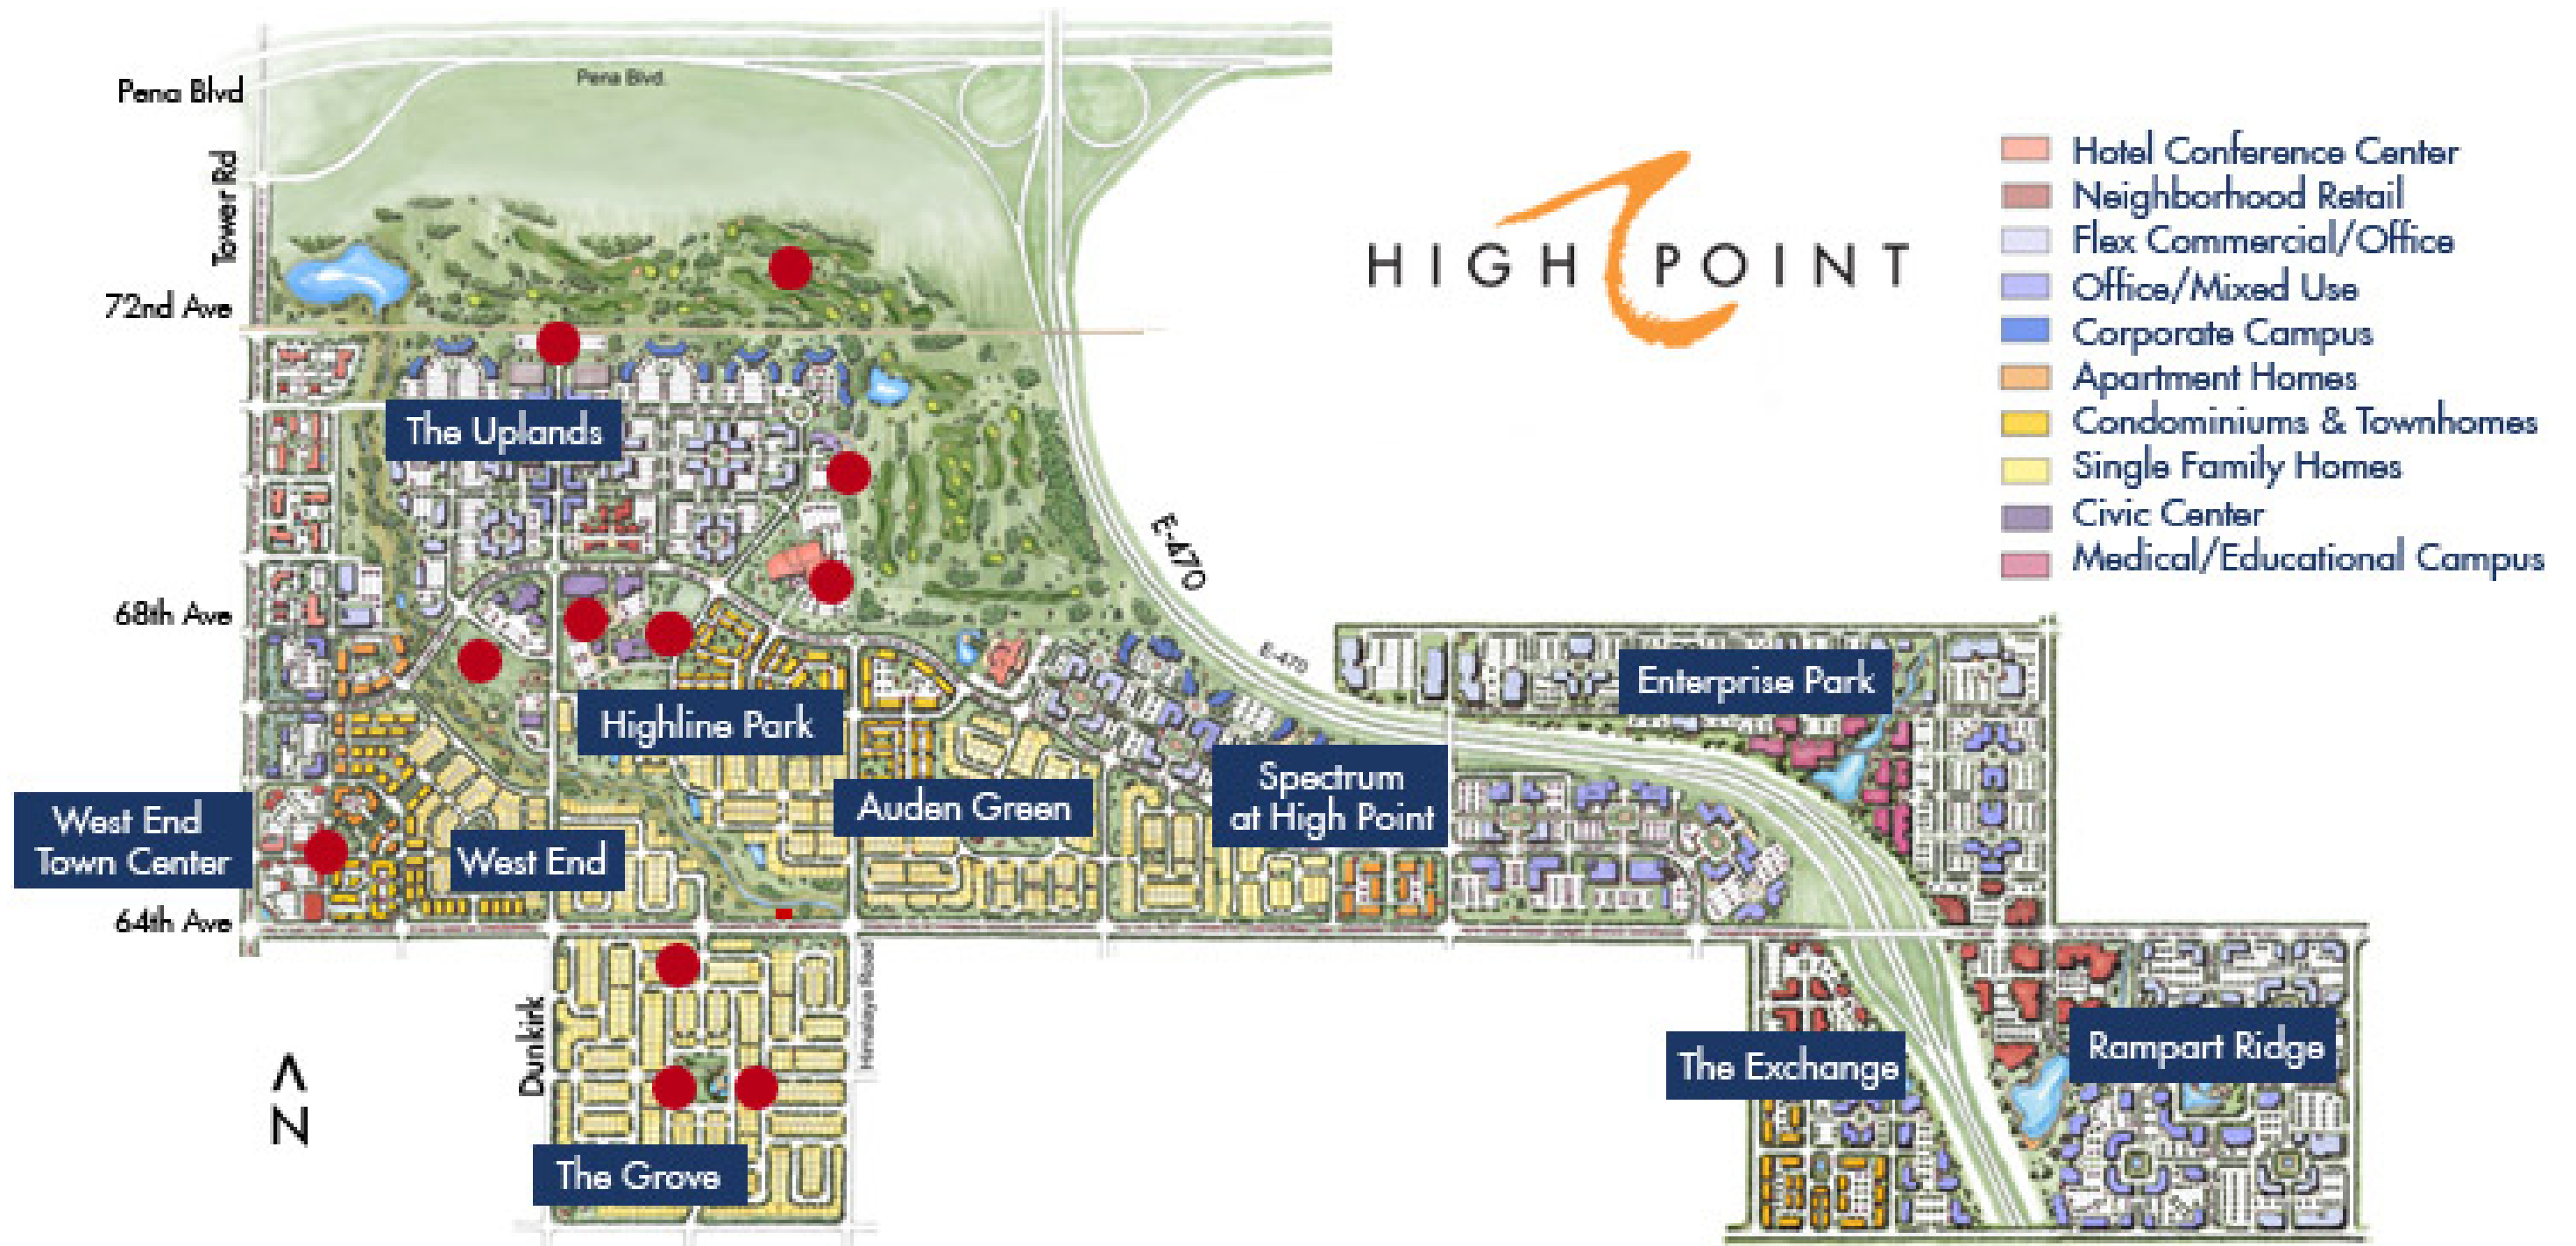 Pena Blvd
Pena Blvd.
Tower Rd
72nd Ave
68th Ave
64th Ave
HIGH POINT
Hotel Conference Center
Neighborhood Retail
Flex Commercial/Office
Office/Mixed Use
Corporate Campus
Apartment Homes
Condominiums & Townhomes
Single Family Homes
Civic Center
Medical/Educational Campus
The Uplands
E-470
E-470
Enterprise Park
Highline Park
Auden Green
Spectrum
at High Point
West End
Town Center
West End
Dunkirk
Himalaya Road
The Grove
The Exchange
Rampart Ridge
^
N